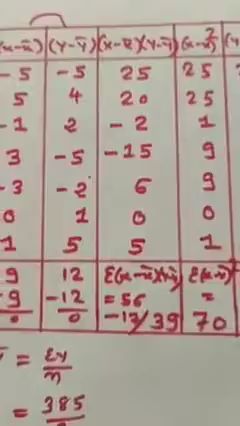 (x-x̄) (y-ȳ) (x-x̄)(y-ȳ) (x-x̄)²
-5 -5 25 25
5 4 20 25
-1 2 -2 1
3 -5 -15 9
-3 -2 6 9
0 1 0 0
1 5 5 1
9 12 Σ(x-x̄)(y-ȳ) Σ(x-x̄)²
-9 -12 =56 =
0 0 -17/39 70
= Σy/n
= 385